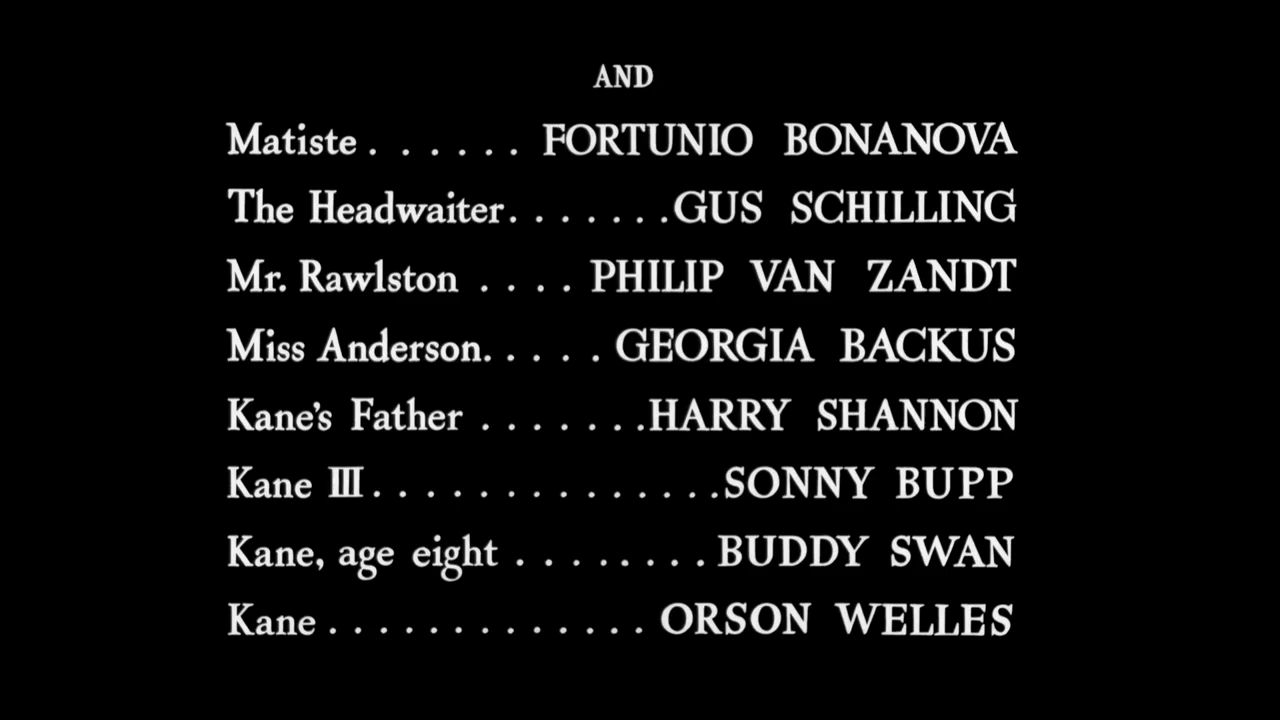 AND
Matiste . . . . . . FORTUNIO BONANOVA
The Headwaiter. . . . . . .GUS SCHILLING
Mr. Rawlston . . . . PHILIP VAN ZANDT
Miss Anderson. . . . . GEORGIA BACKUS
Kane's Father . . . . . . .HARRY SHANNON
Kane III. . . . . . . . . . . . . .SONNY BUPP
Kane, age eight . . . . . . . . BUDDY SWAN
Kane . . . . . . . . . . . . . ORSON WELLES